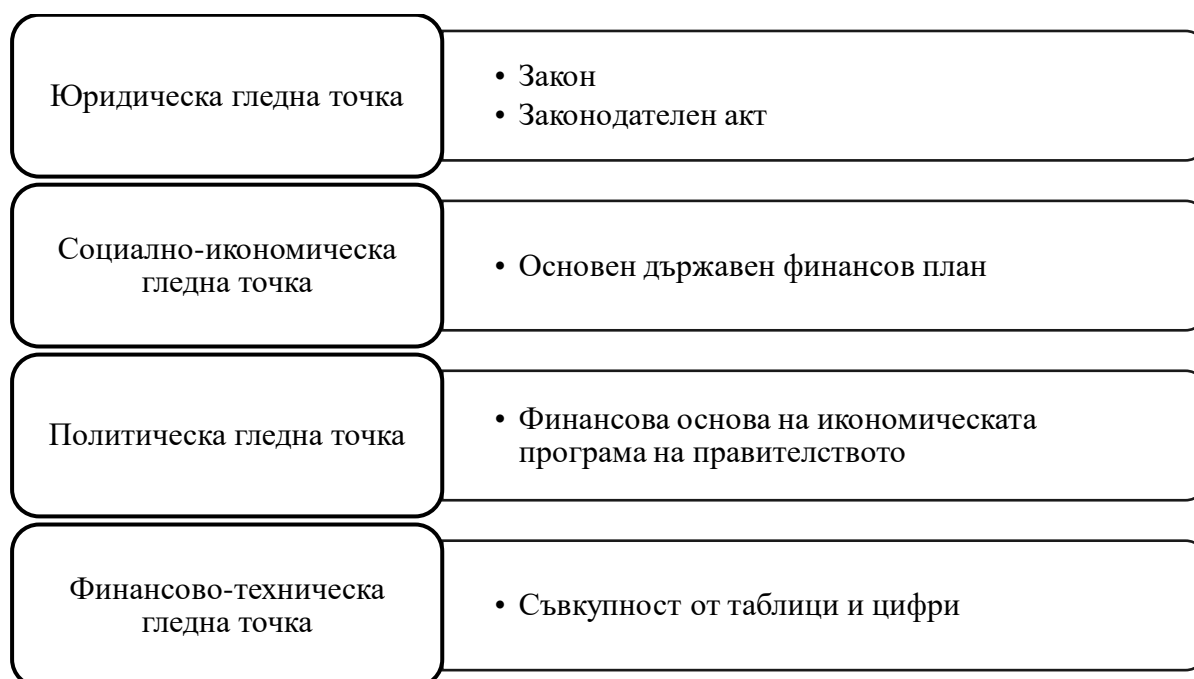 Юридическа гледна точка
• Закон
• Законодателен акт
Социално-икономическа
гледна точка
• Основен държавен финансов план
Политическа гледна точка
• Финансова основа на икономическата
програма на правителството
Финансово-техническа
гледна точка
• Съвкупност от таблици и цифри